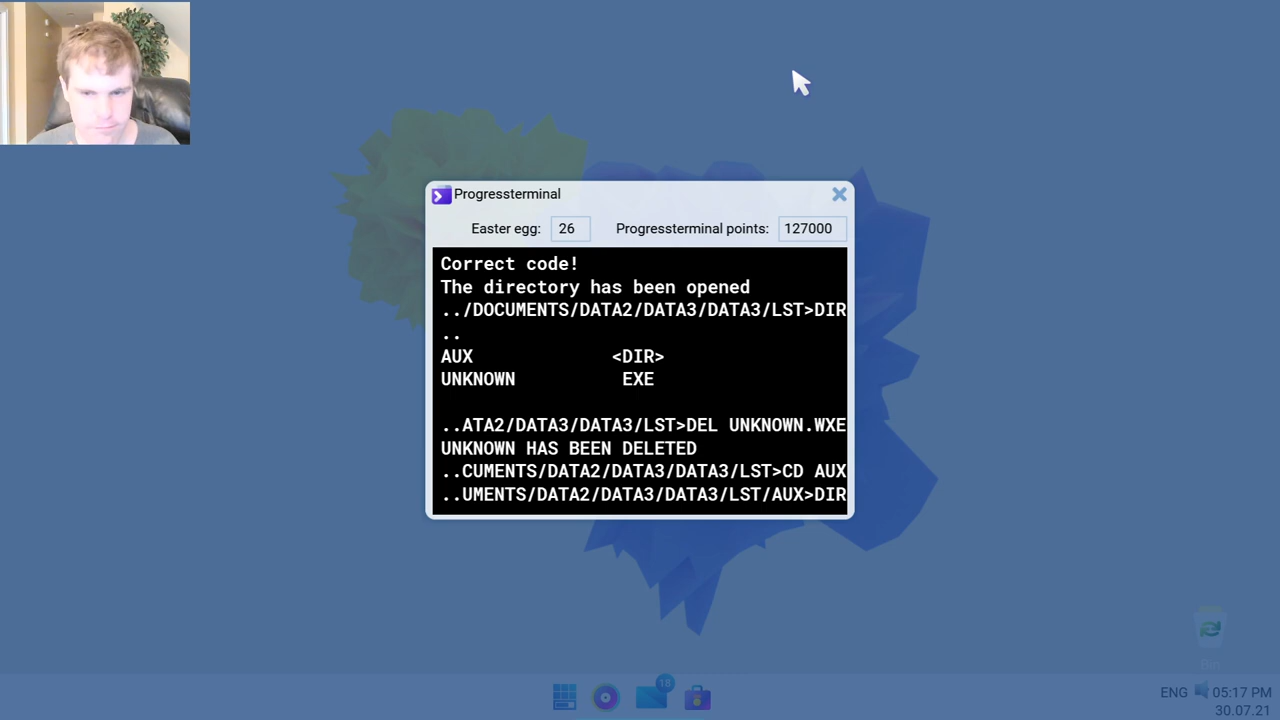 Progressterminal
Easter egg: 26 Progressterminal points: 127000
Correct code!
The directory has been opened
../DOCUMENTS/DATA2/DATA3/DATA3/LST>DIR
..
AUX <DIR>
UNKNOWN EXE
..ATA2/DATA3/DATA3/LST>DEL UNKNOWN.WXE
UNKNOWN HAS BEEN DELETED
..CUMENTS/DATA2/DATA3/DATA3/LST>CD AUX
..UMENTS/DATA2/DATA3/DATA3/LST/AUX>DIR
Bin
18
ENG 05:17 PM
30.07.21